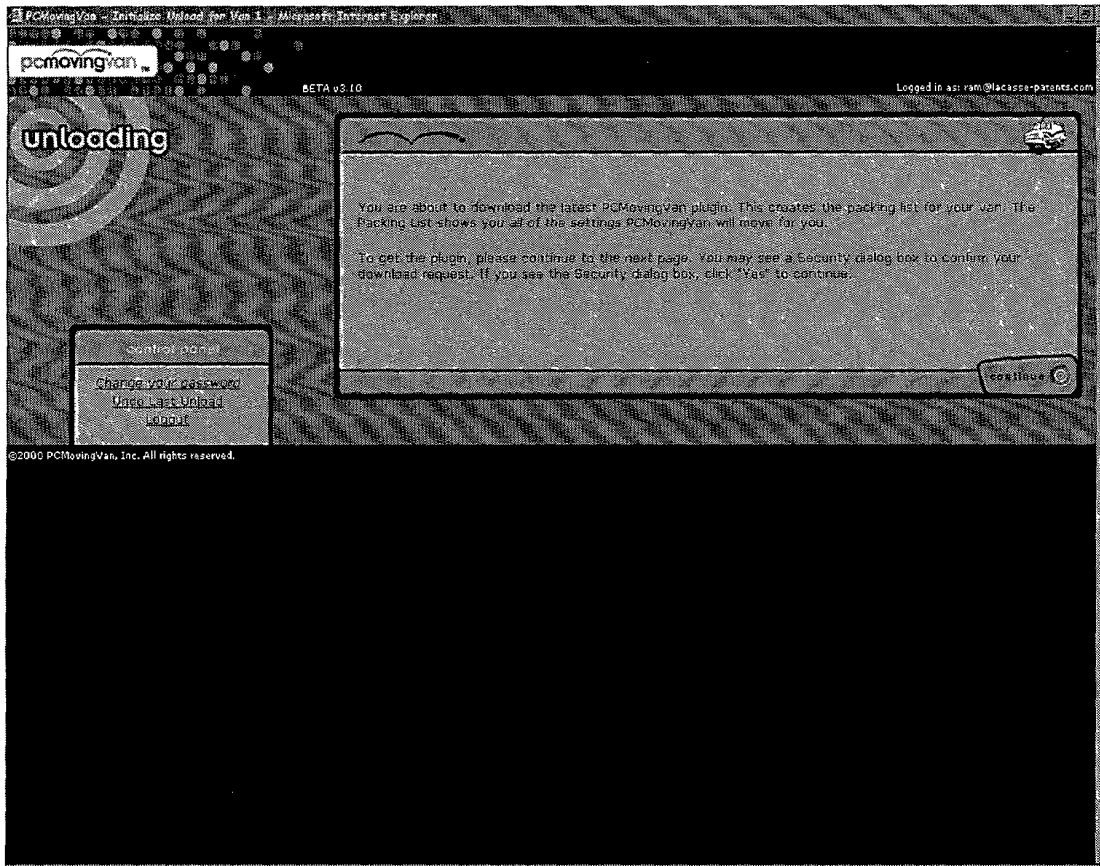 PCMovingVan - Initialize Unload for Van 1 - Microsoft Internet Explorer
pcmovingvan ™
BETA v3.10
Logged in as: ram@lacasse-patents.com
unloading
You are about to download the latest PCMovingVan plugin. This creates the packing list for your van. The
Packing List shows you all of the settings PCMovingVan will move for you.
To get the plugin, please continue to the next page. You may see a Security dialog box to confirm your
download request. If you see the Security dialog box, click "Yes" to continue.
continue
control panel
Change your password
Undo Last Unload
Logout
©2000 PCMovingVan, Inc. All rights reserved.